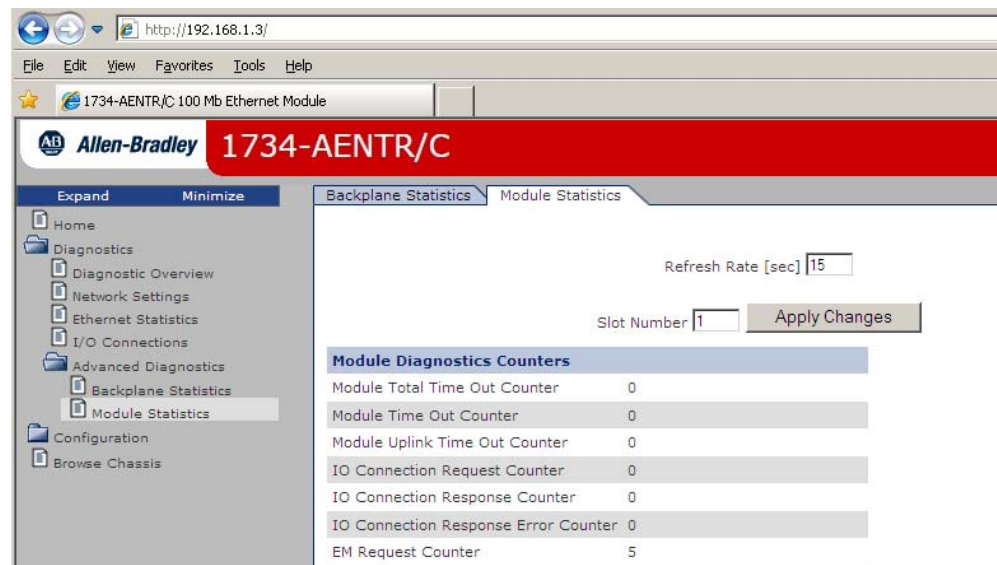 http://192.168.1.3/
File Edit View Favorites Tools Help
1734-AENTR/C 100 Mb Ethernet Module
AB Allen-Bradley 1734-AENTR/C
Expand Minimize
Home
Diagnostics
Diagnostic Overview
Network Settings
Ethernet Statistics
I/O Connections
Advanced Diagnostics
Backplane Statistics
Module Statistics
Configuration
Browse Chassis
Backplane Statistics Module Statistics
Refresh Rate [sec] 15
Slot Number 1 Apply Changes
Module Diagnostics Counters
Module Total Time Out Counter 0
Module Time Out Counter 0
Module Uplink Time Out Counter 0
IO Connection Request Counter 0
IO Connection Response Counter 0
IO Connection Response Error Counter 0
EM Request Counter 5